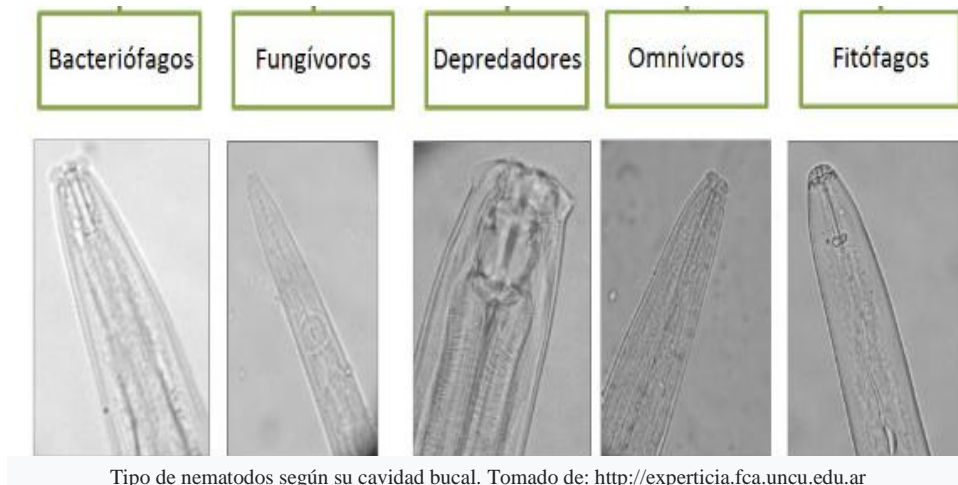 Bacteriófagos
Fungívoros
Depredadores
Omnívoros
Fitófagos
Tipo de nematodos según su cavidad bucal. Tomado de: http://experticia.fca.uncu.edu.ar